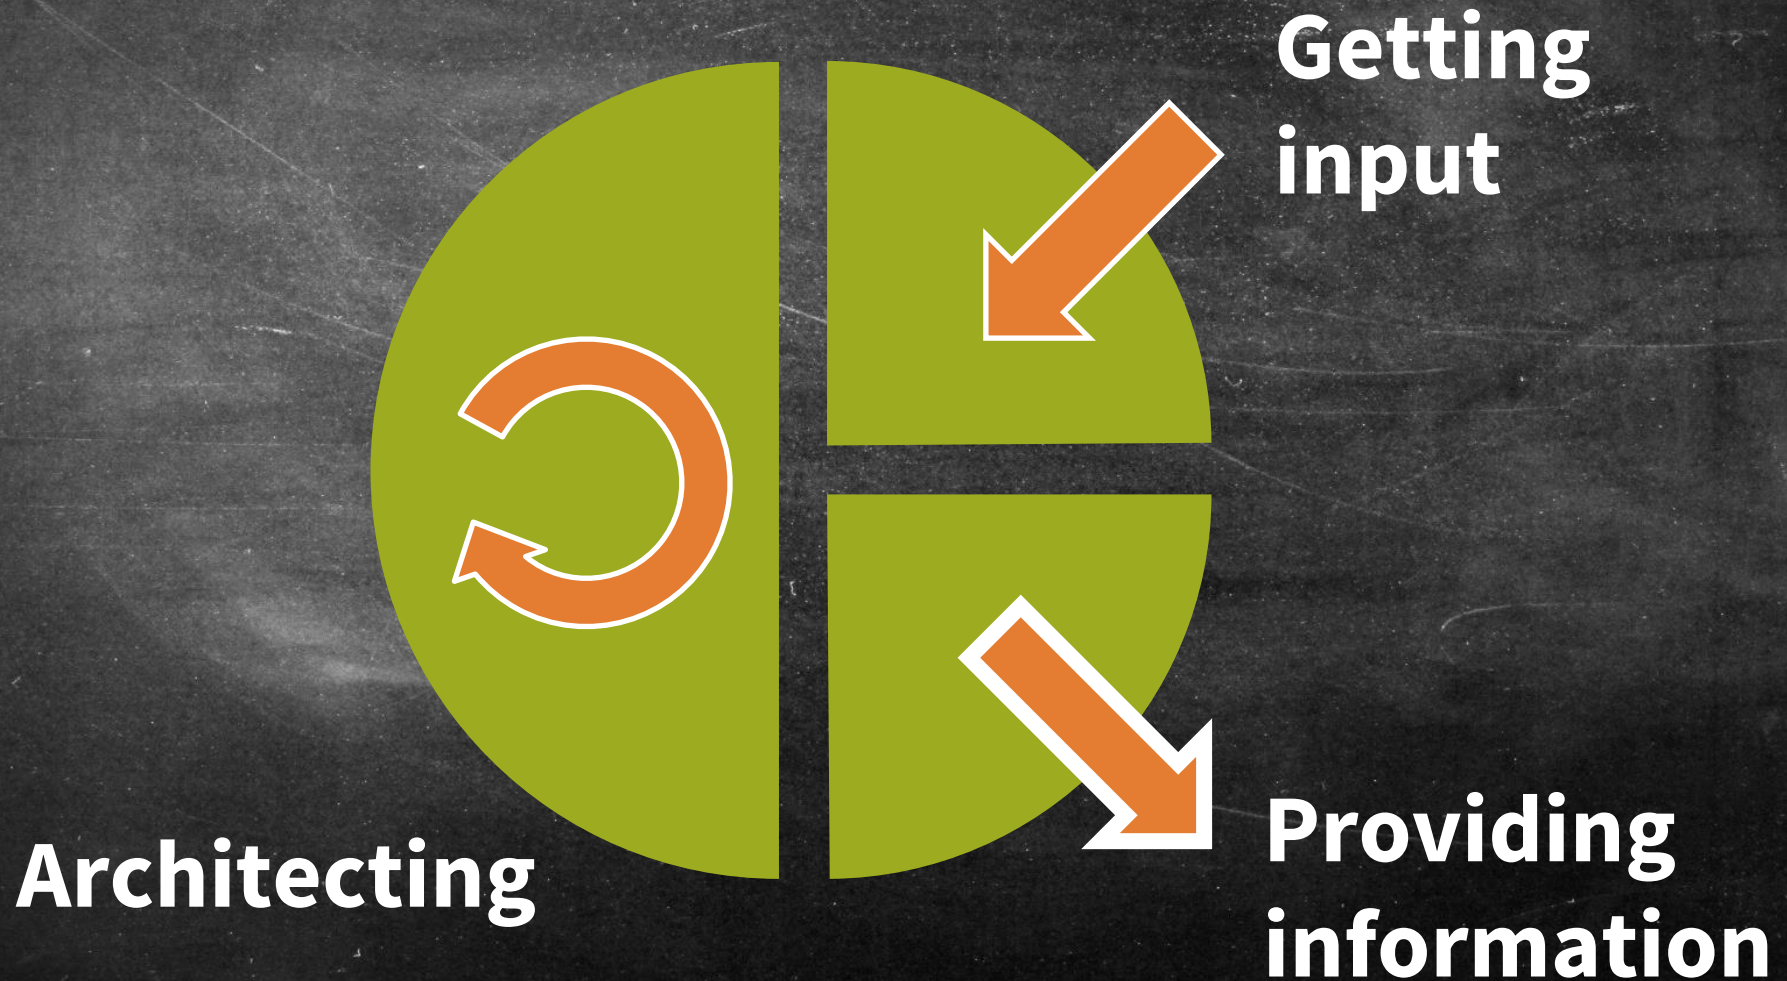 Getting
input
Architecting
Providing
information